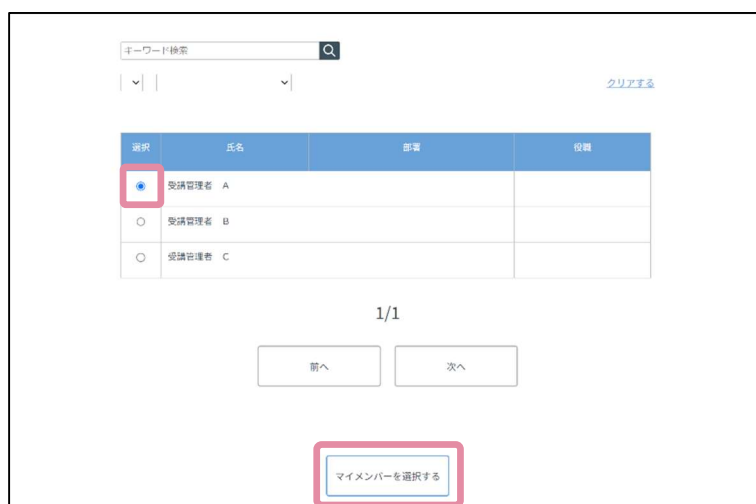 キーワード検索
クリアする
選択 氏名 部署 役職
受講管理者 A
受講管理者 B
受講管理者 C
1/1
前へ 次へ
マイメンバーを選択する